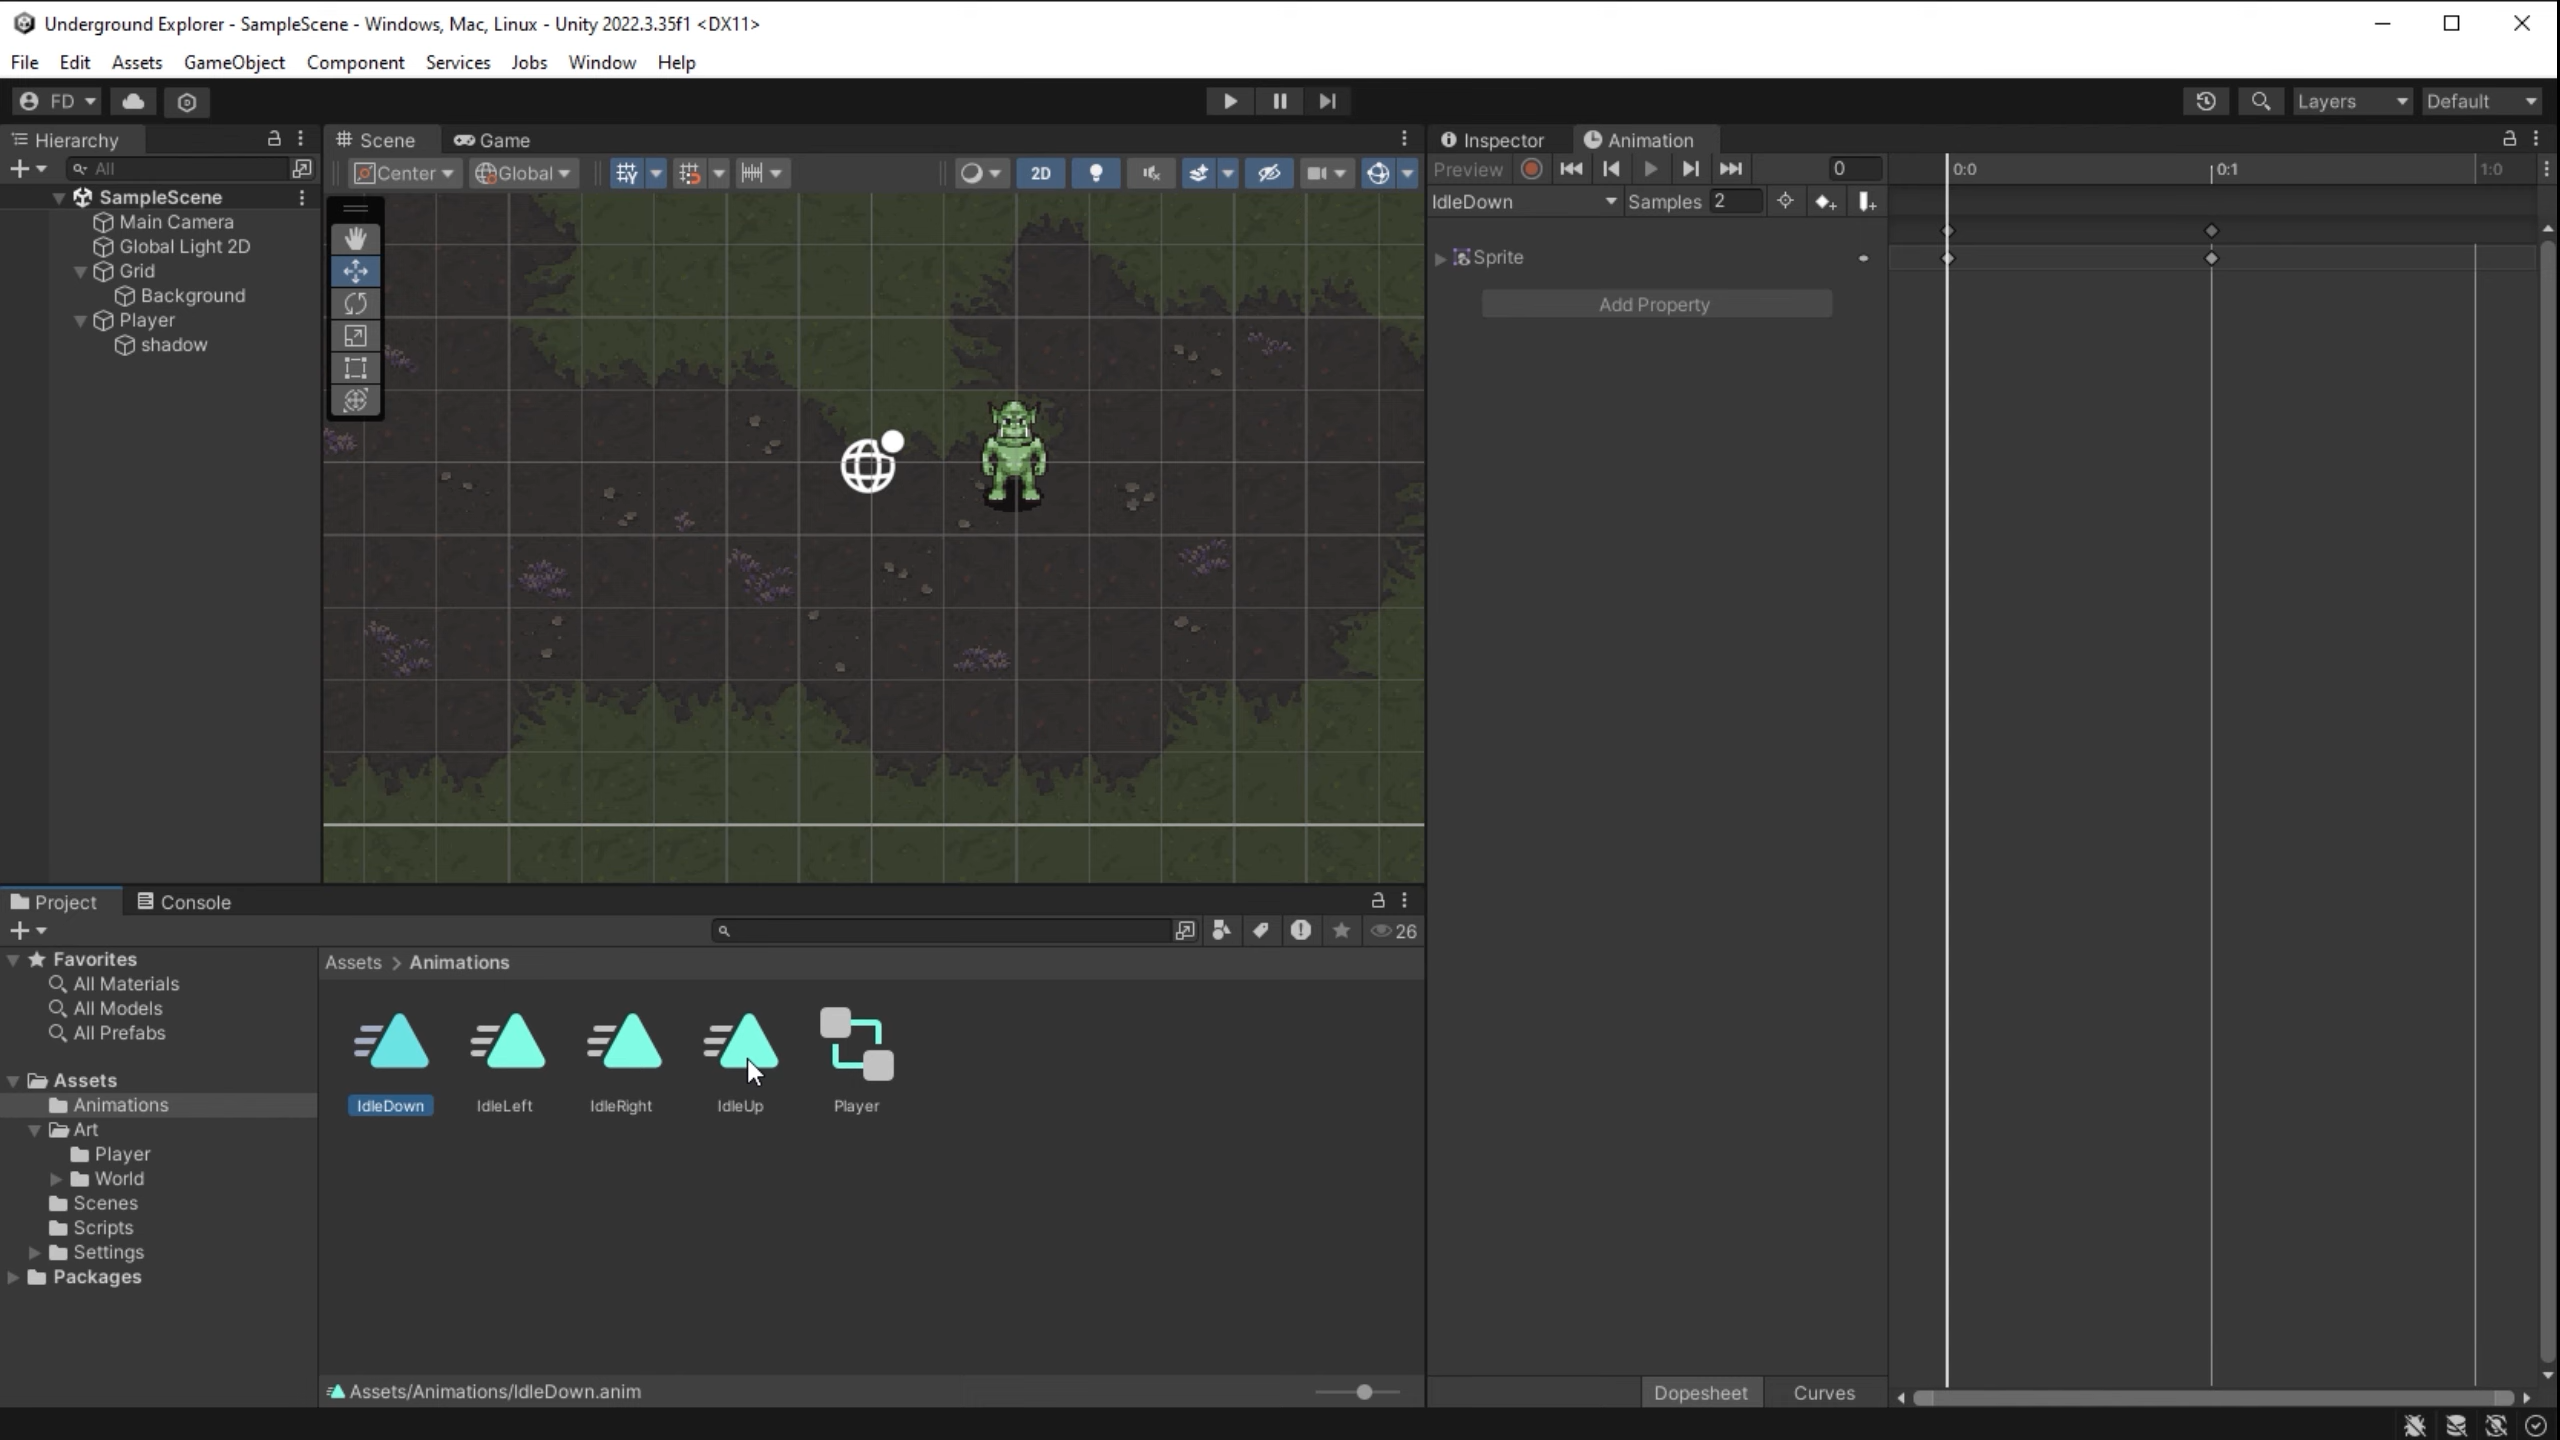 Underground Explorer - SampleScene - Windows, Mac, Linux - Unity 2022.3.35f1 <DX11>
File Edit Assets GameObject Component Services Jobs Window Help
FD
Layers Default
Hierarchy
All
SampleScene
Main Camera
Global Light 2D
Grid
Background
Player
shadow
Scene Game
Center Global 2D
Inspector Animation
Preview 0
0:0 0:1 1:0
IdleDown Samples 2
Sprite
Add Property
Dopesheet Curves
Project Console
26
Favorites
All Materials
All Models
All Prefabs
Assets
Animations
Art
Player
World
Scenes
Scripts
Settings
Packages
Assets > Animations
IdleDown IdleLeft IdleRight IdleUp Player
Assets/Animations/IdleDown.anim